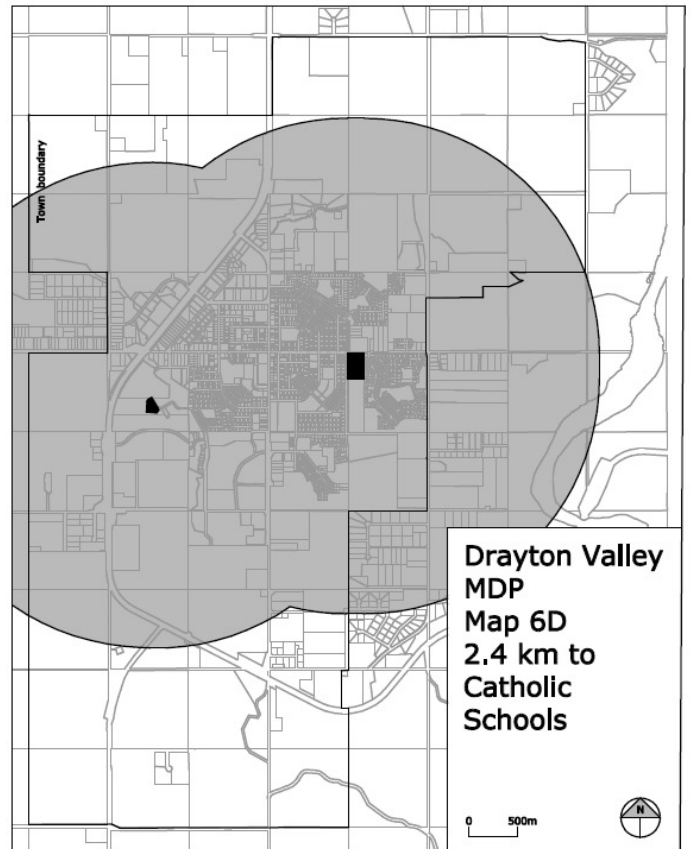 Town boundary
Drayton Valley
MDP
Map 6D
2.4 km to
Catholic
Schools
0 500m
N